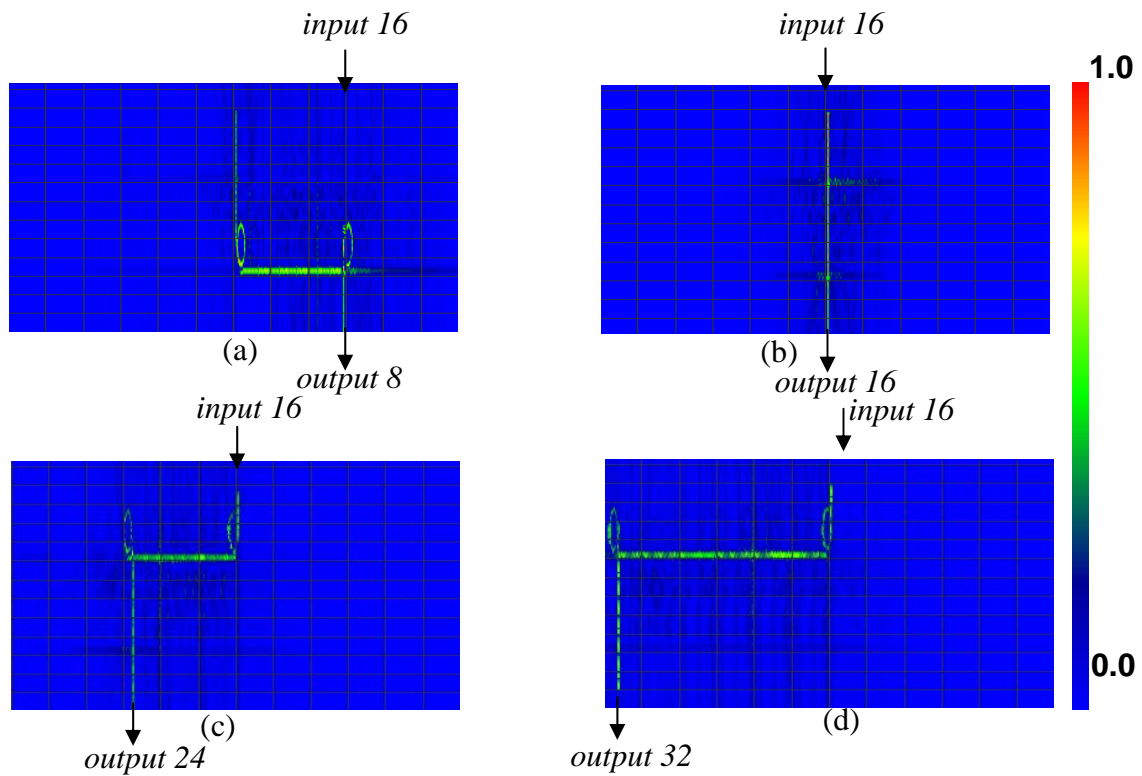 input 16
input 16
1.0
(a)
(b)
output 8
output 16
input 16
input 16
0.0
(c)
(d)
output 24
output 32